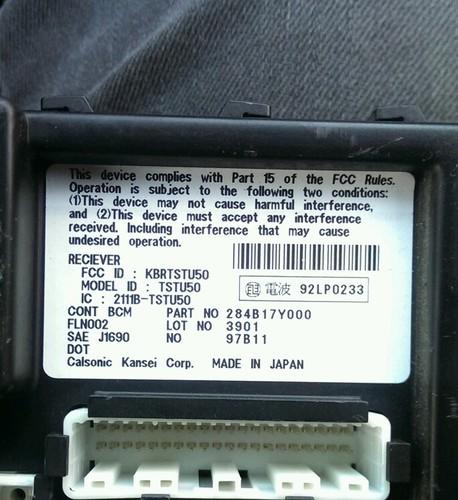 This device complies with Part 15 of the FCC Rules.
Operation is subject to the following two conditions:
(1)This device may not cause harmful interference,
and (2)This device must accept any interference
received. Including interference that may cause
undesired operation.
RECIEVER
FCC ID : KBRTSTU50
MODEL ID : TSTU50
IC : 2111B-TSTU50
電波 92LP0233
CONT BCM PART NO 284B17Y000
FLN002 LOT NO 3901
SAE J1690 NO 97B11
DOT
Calsonic Kansei Corp. MADE IN JAPAN